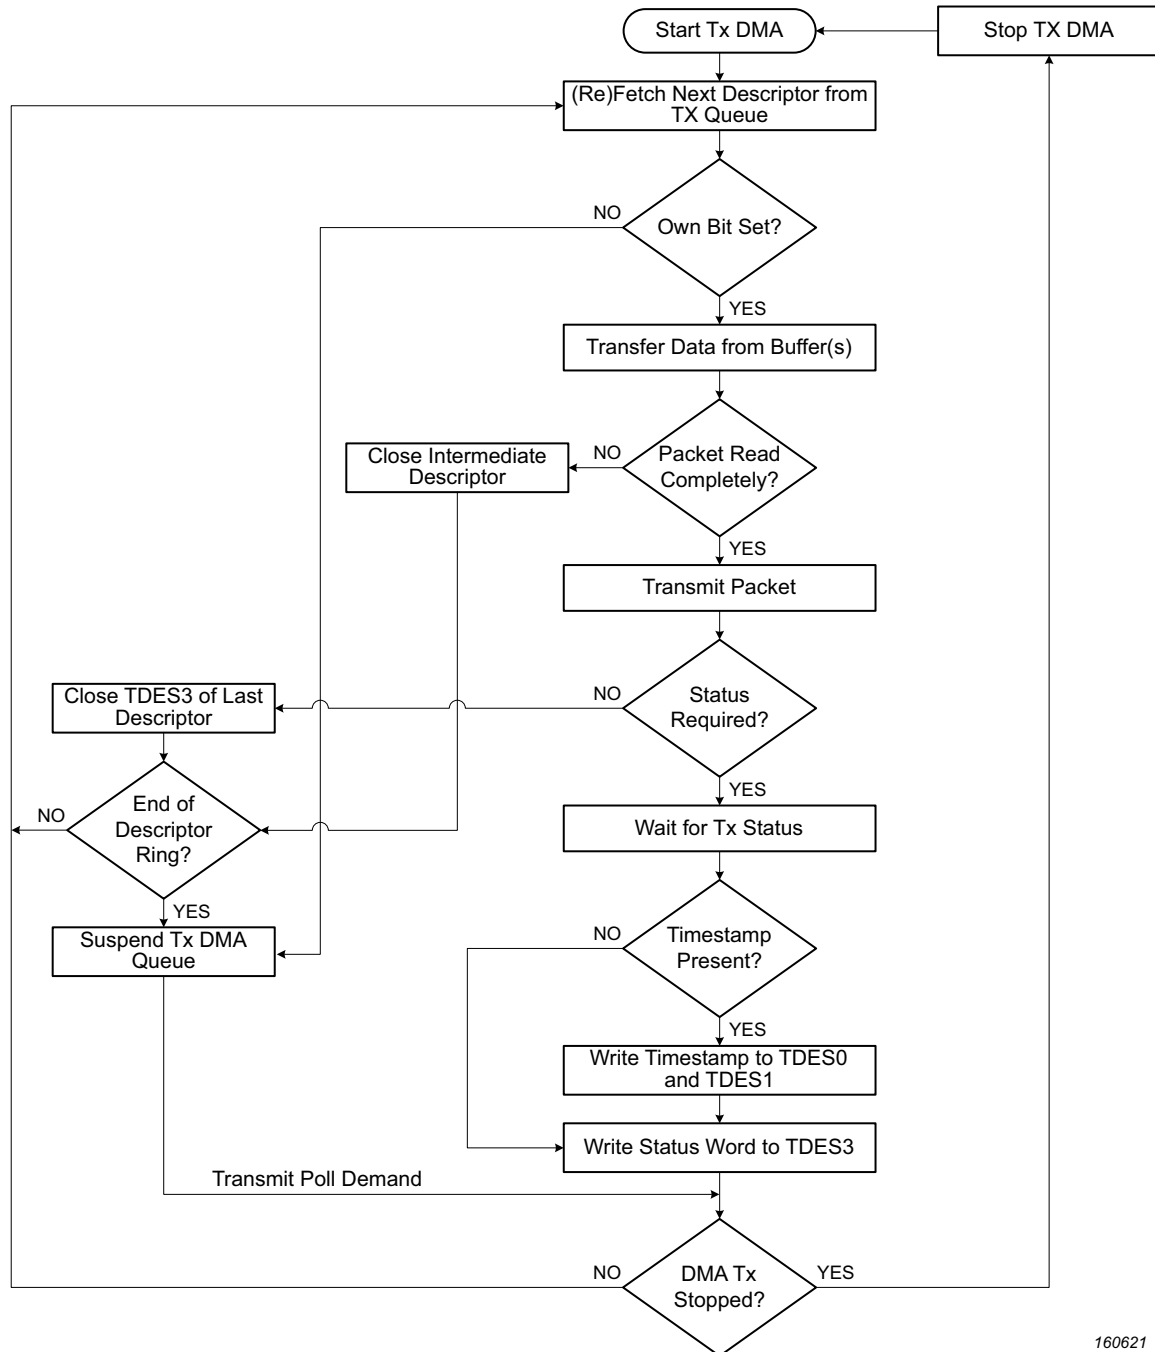 Start Tx DMA
Stop TX DMA
(Re)Fetch Next Descriptor from
TX Queue
NO
Own Bit Set?
YES
Transfer Data from Buffer(s)
Close Intermediate
Descriptor
NO
Packet Read
Completely?
YES
Transmit Packet
Close TDES3 of Last
Descriptor
NO
Status
Required?
YES
NO
End of
Descriptor
Ring?
Wait for Tx Status
YES
Suspend Tx DMA
Queue
NO
Timestamp
Present?
YES
Write Timestamp to TDES0
and TDES1
Write Status Word to TDES3
Transmit Poll Demand
NO
DMA Tx
Stopped?
YES
160621